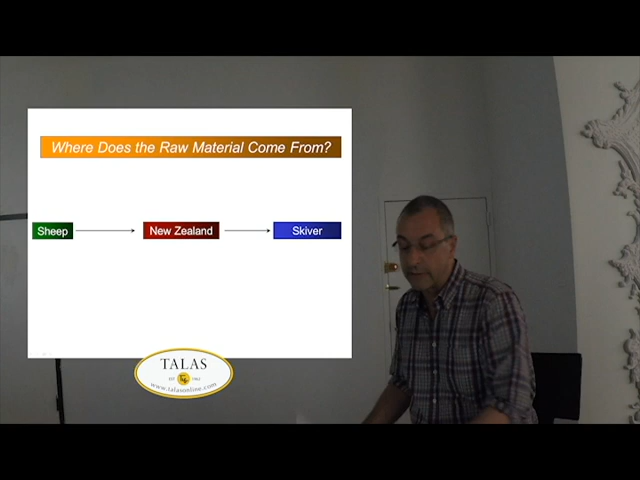 Where Does the Raw Material Come From?
Sheep
New Zealand
Skiver
TALAS
www.talasonline.com